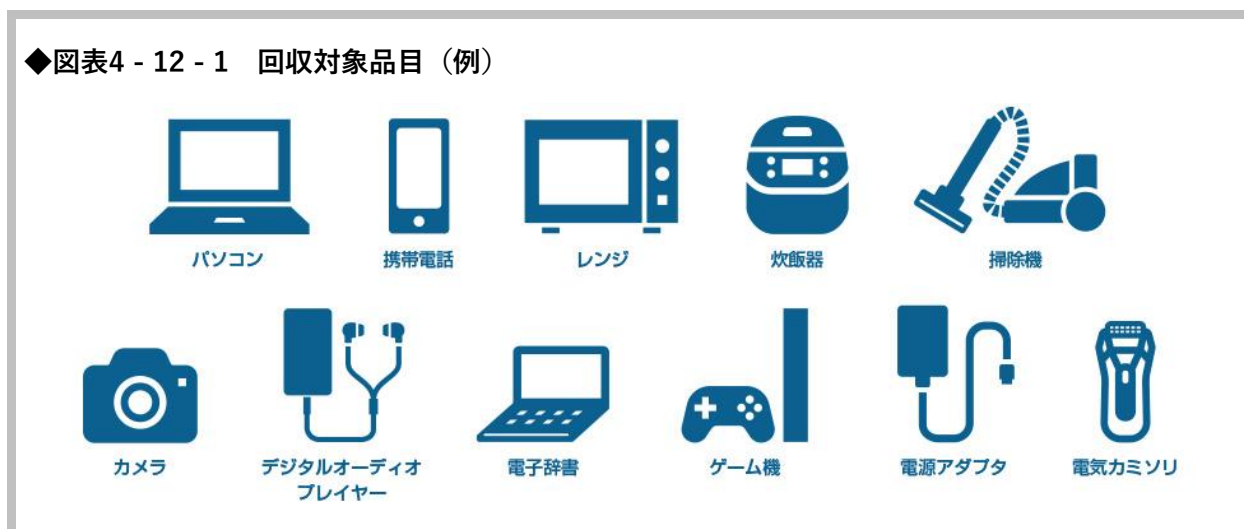 ◆図表4 - 12 - 1　回収対象品目（例）
パソコン
携帯電話
レンジ
炊飯器
掃除機
カメラ
デジタルオーディオ
プレイヤー
電子辞書
ゲーム機
電源アダプタ
電気カミソリ